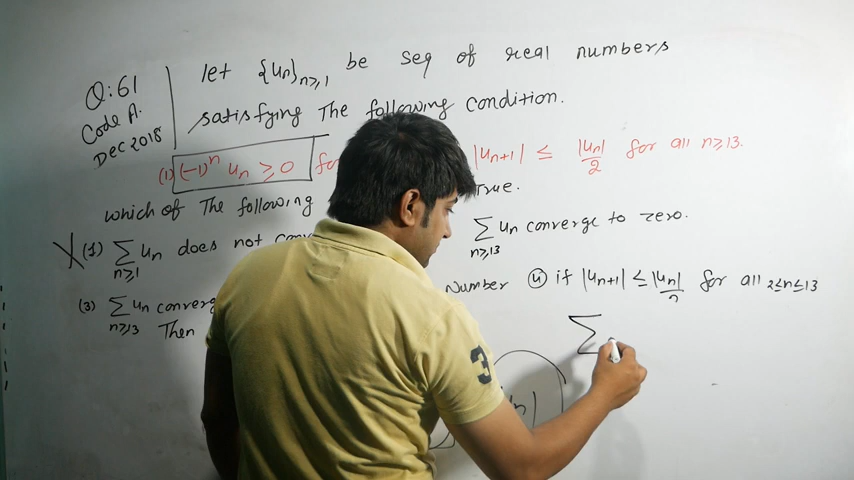 Q:61
Code A.
Dec 2018
let {un}n≥1 be seq of real numbers
satisfying The following condition.
(1) (-1)^n un ≥ 0 for |un+1| ≤ |un|/2 for all n≥13.
which of The following True.
(1) ∑n≥1 un does not ∑n≥13 un converge to zero.
(3) ∑n≥13 un Number (4) if |un+1| ≤ |un|/2 for all 2≤n≤13
Then ∑
3